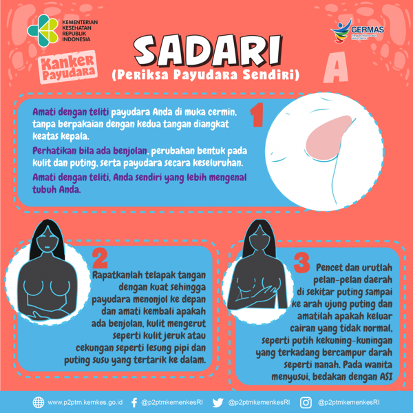 KEMENTERIAN
KESEHATAN
REPUBLIK
INDONESIA
GERMAS
Kanker
Payudara
SADARI
(Periksa Payudara Sendiri)
A
1
Amati dengan teliti payudara Anda di muka cermin,
tanpa berpakaian dengan kedua tangan diangkat
keatas kepala.
Perhatikan bila ada benjolan, perubahan bentuk pada
kulit dan puting, serta payudara secara keseluruhan.
Amati dengan teliti, Anda sendiri yang lebih mengenal
tubuh Anda.
2
Rapatkanlah telapak tangan
dengan kuat sehingga
payudara menonjol ke depan
dan amati kembali apakah
ada benjolan, kulit mengerut
seperti kulit jeruk atau
cekungan seperti lesung pipi dan
puting susu yang tertarik ke dalam.
3
Pencet dan urutlah
pelan-pelan daerah
di sekitar puting sampai
ke arah ujung puting dan
amatilah apakah keluar
cairan yang tidak normal,
seperti putih kekuning-kuningan
yang terkadang bercampur darah
seperti nanah. Pada wanita
menyusui, bedakan dengan ASI
www.p2ptm.kemkes.go.id
@p2ptmkemenkesRI
@p2ptmkemenkesRI
@p2ptmkemenkesRI